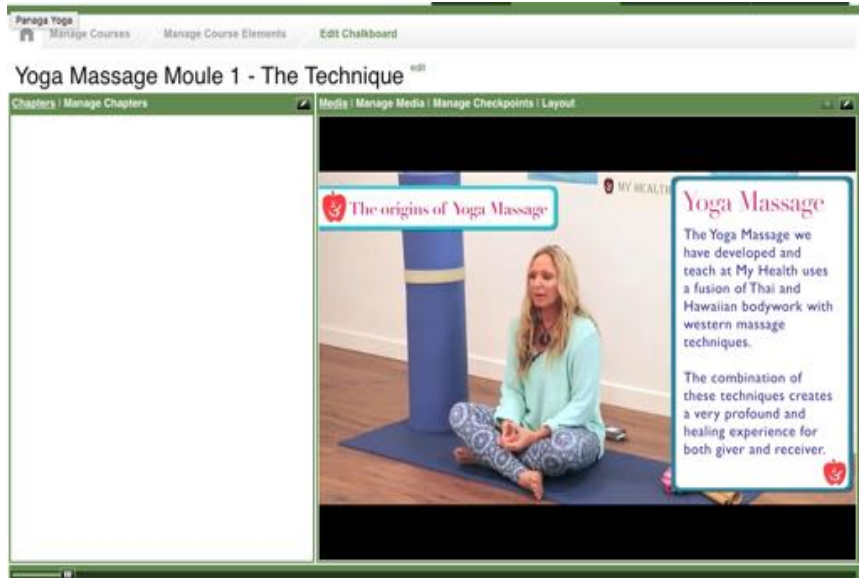 Panaga Yoga
Manage Courses Manage Course Elements Edit Chalkboard
Yoga Massage Moule 1 - The Technique edit
Chapters | Manage Chapters
Media | Manage Media | Manage Checkpoints | Layout
The origins of Yoga Massage
MY HEALTH
Yoga Massage
The Yoga Massage we
have developed and
teach at My Health uses
a fusion of Thai and
Hawaiian bodywork with
western massage
techniques.
The combination of
these techniques creates
a very profound and
healing experience for
both giver and receiver.